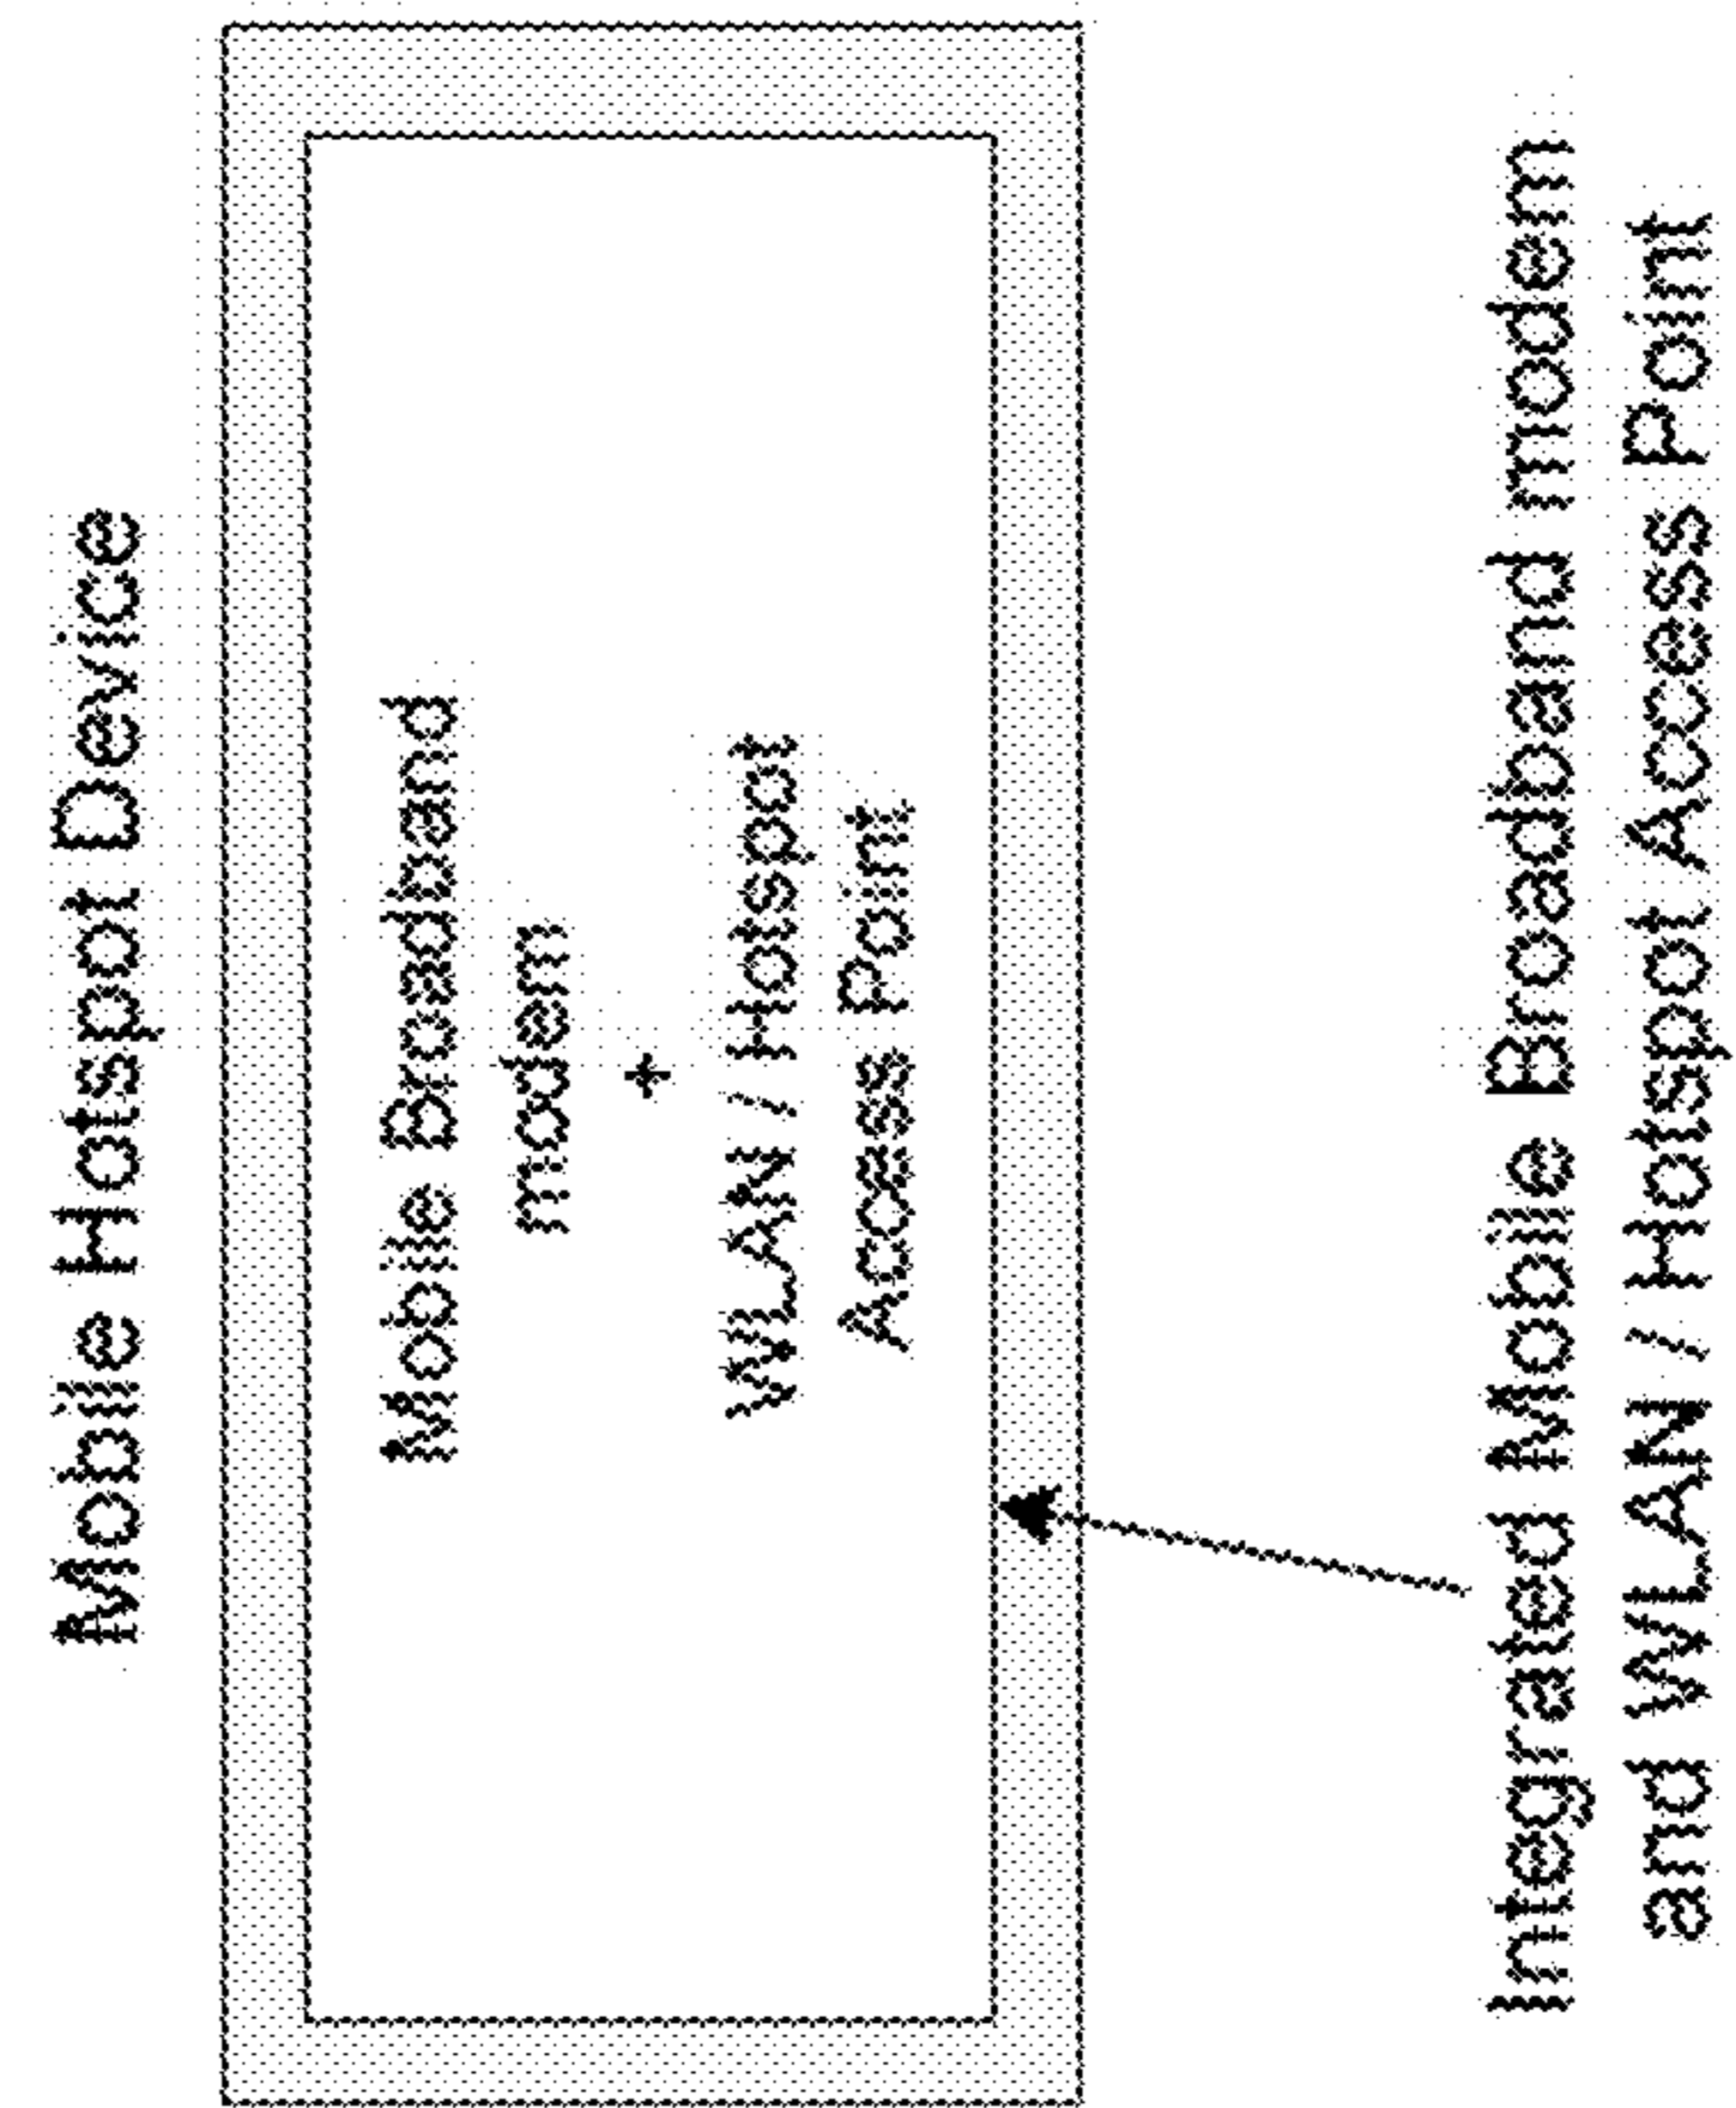 Mobile Hotspot Device
Mobile Broadband
modem
+
WLAN / Hotspot
Access Point
Integrated Mobile Broadband modem
and WLAN / Hotspot Access Point